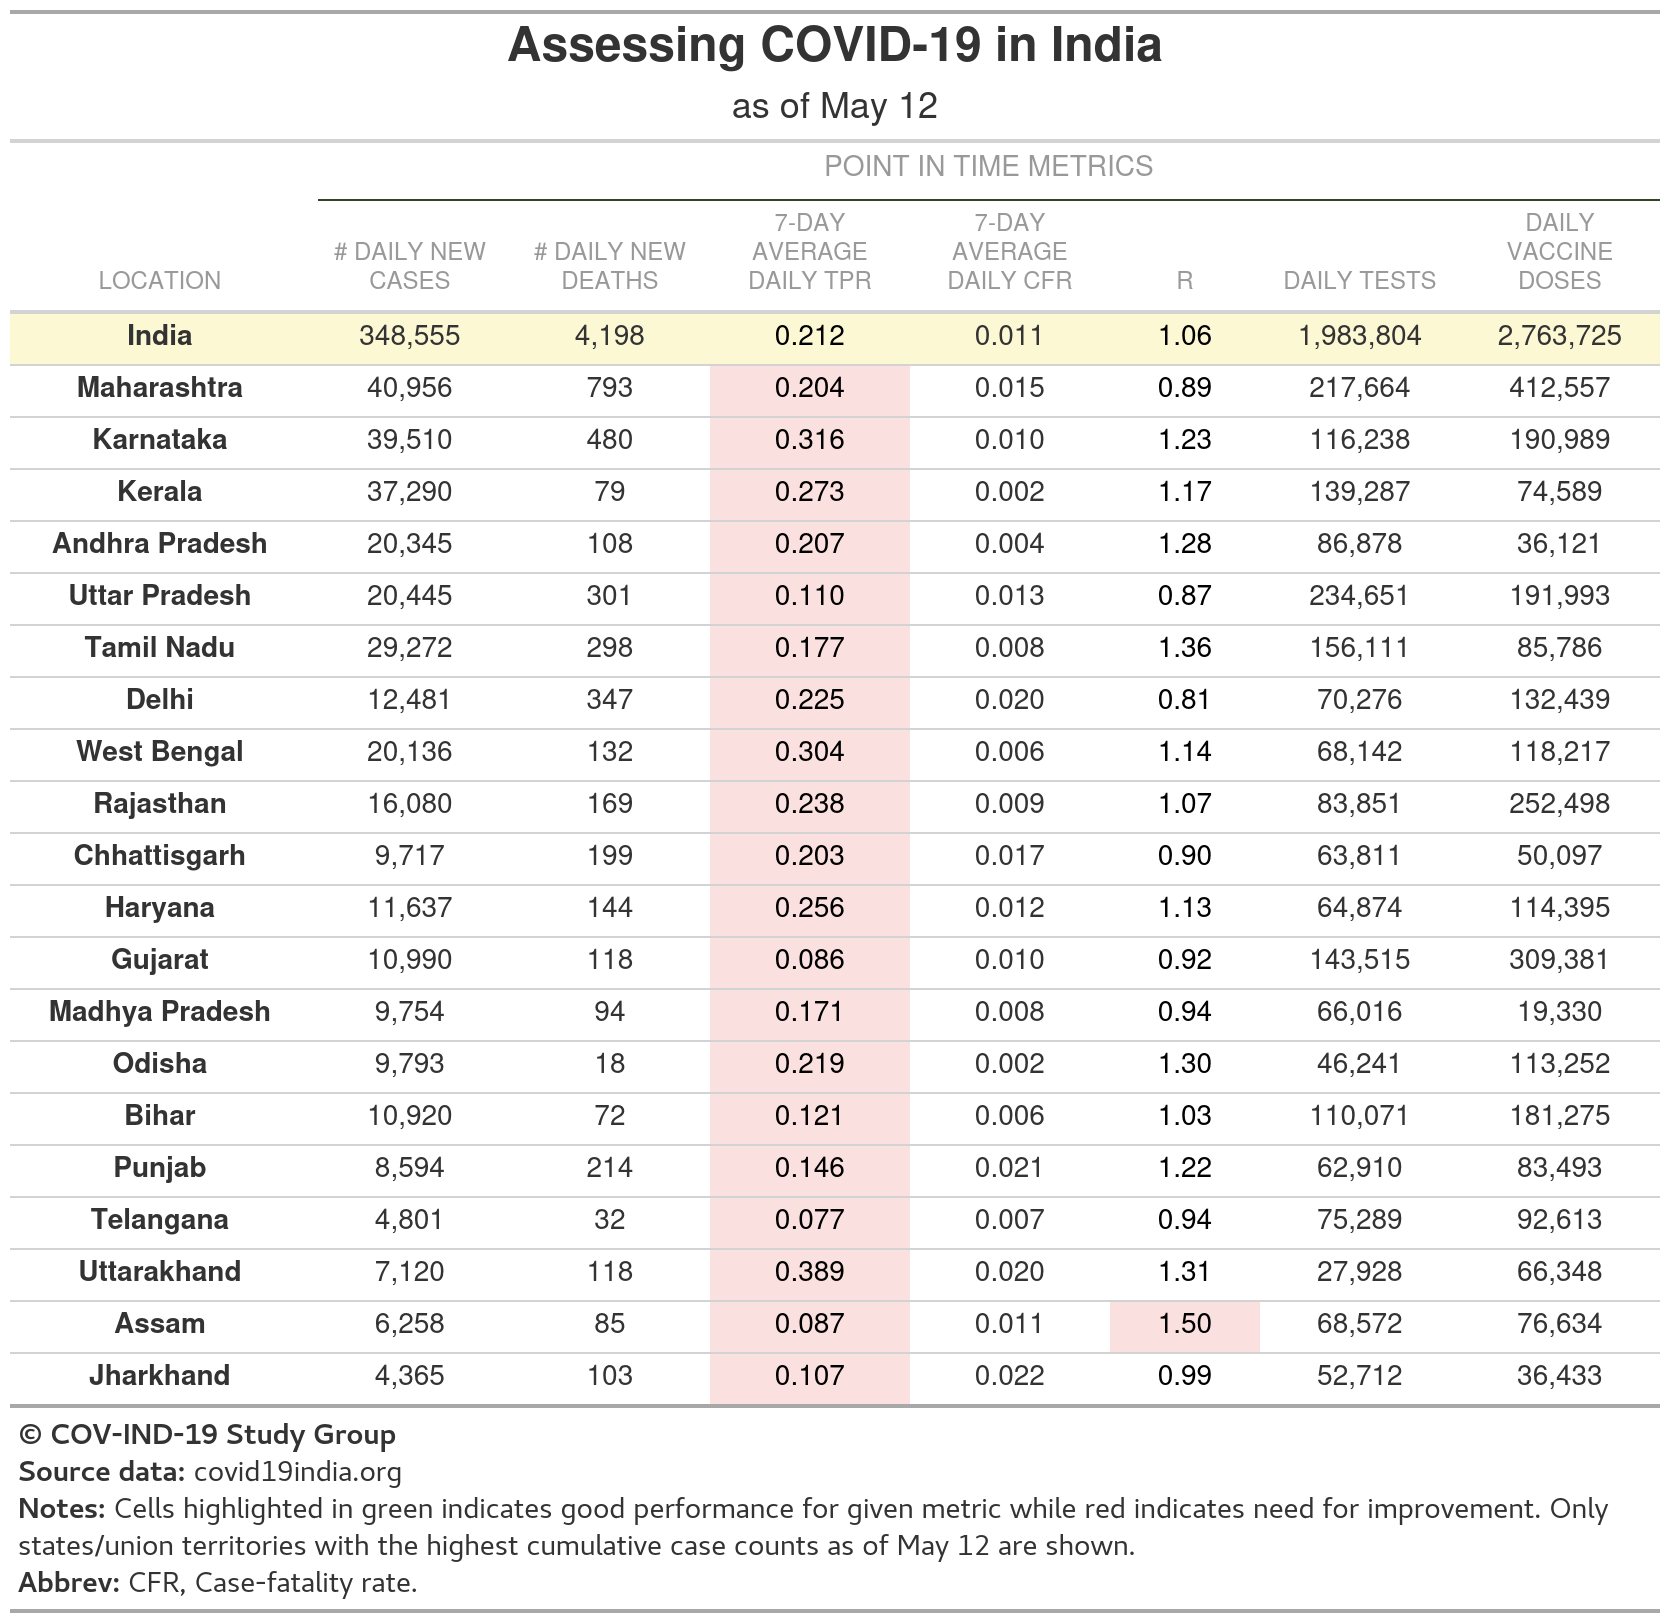 Assessing COVID-19 in India
as of May 12
POINT IN TIME METRICS
LOCATION # DAILY NEW CASES # DAILY NEW DEATHS 7-DAY AVERAGE DAILY TPR 7-DAY AVERAGE DAILY CFR R DAILY TESTS DAILY VACCINE DOSES
India 348,555 4,198 0.212 0.011 1.06 1,983,804 2,763,725
Maharashtra 40,956 793 0.204 0.015 0.89 217,664 412,557
Karnataka 39,510 480 0.316 0.010 1.23 116,238 190,989
Kerala 37,290 79 0.273 0.002 1.17 139,287 74,589
Andhra Pradesh 20,345 108 0.207 0.004 1.28 86,878 36,121
Uttar Pradesh 20,445 301 0.110 0.013 0.87 234,651 191,993
Tamil Nadu 29,272 298 0.177 0.008 1.36 156,111 85,786
Delhi 12,481 347 0.225 0.020 0.81 70,276 132,439
West Bengal 20,136 132 0.304 0.006 1.14 68,142 118,217
Rajasthan 16,080 169 0.238 0.009 1.07 83,851 252,498
Chhattisgarh 9,717 199 0.203 0.017 0.90 63,811 50,097
Haryana 11,637 144 0.256 0.012 1.13 64,874 114,395
Gujarat 10,990 118 0.086 0.010 0.92 143,515 309,381
Madhya Pradesh 9,754 94 0.171 0.008 0.94 66,016 19,330
Odisha 9,793 18 0.219 0.002 1.30 46,241 113,252
Bihar 10,920 72 0.121 0.006 1.03 110,071 181,275
Punjab 8,594 214 0.146 0.021 1.22 62,910 83,493
Telangana 4,801 32 0.077 0.007 0.94 75,289 92,613
Uttarakhand 7,120 118 0.389 0.020 1.31 27,928 66,348
Assam 6,258 85 0.087 0.011 1.50 68,572 76,634
Jharkhand 4,365 103 0.107 0.022 0.99 52,712 36,433
© COV-IND-19 Study Group
Source data: covid19india.org
Notes: Cells highlighted in green indicates good performance for given metric while red indicates need for improvement. Only
states/union territories with the highest cumulative case counts as of May 12 are shown.
Abbrev: CFR, Case-fatality rate.